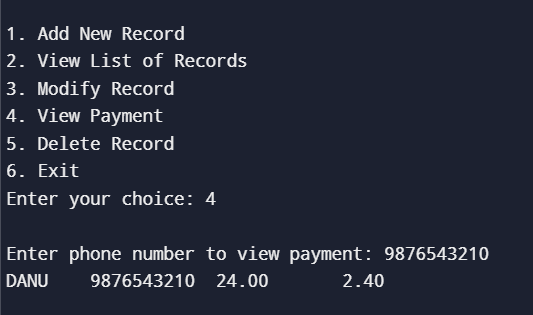 1. Add New Record
2. View List of Records
3. Modify Record
4. View Payment
5. Delete Record
6. Exit
Enter your choice: 4
Enter phone number to view payment: 9876543210
DANU    9876543210  24.00       2.40